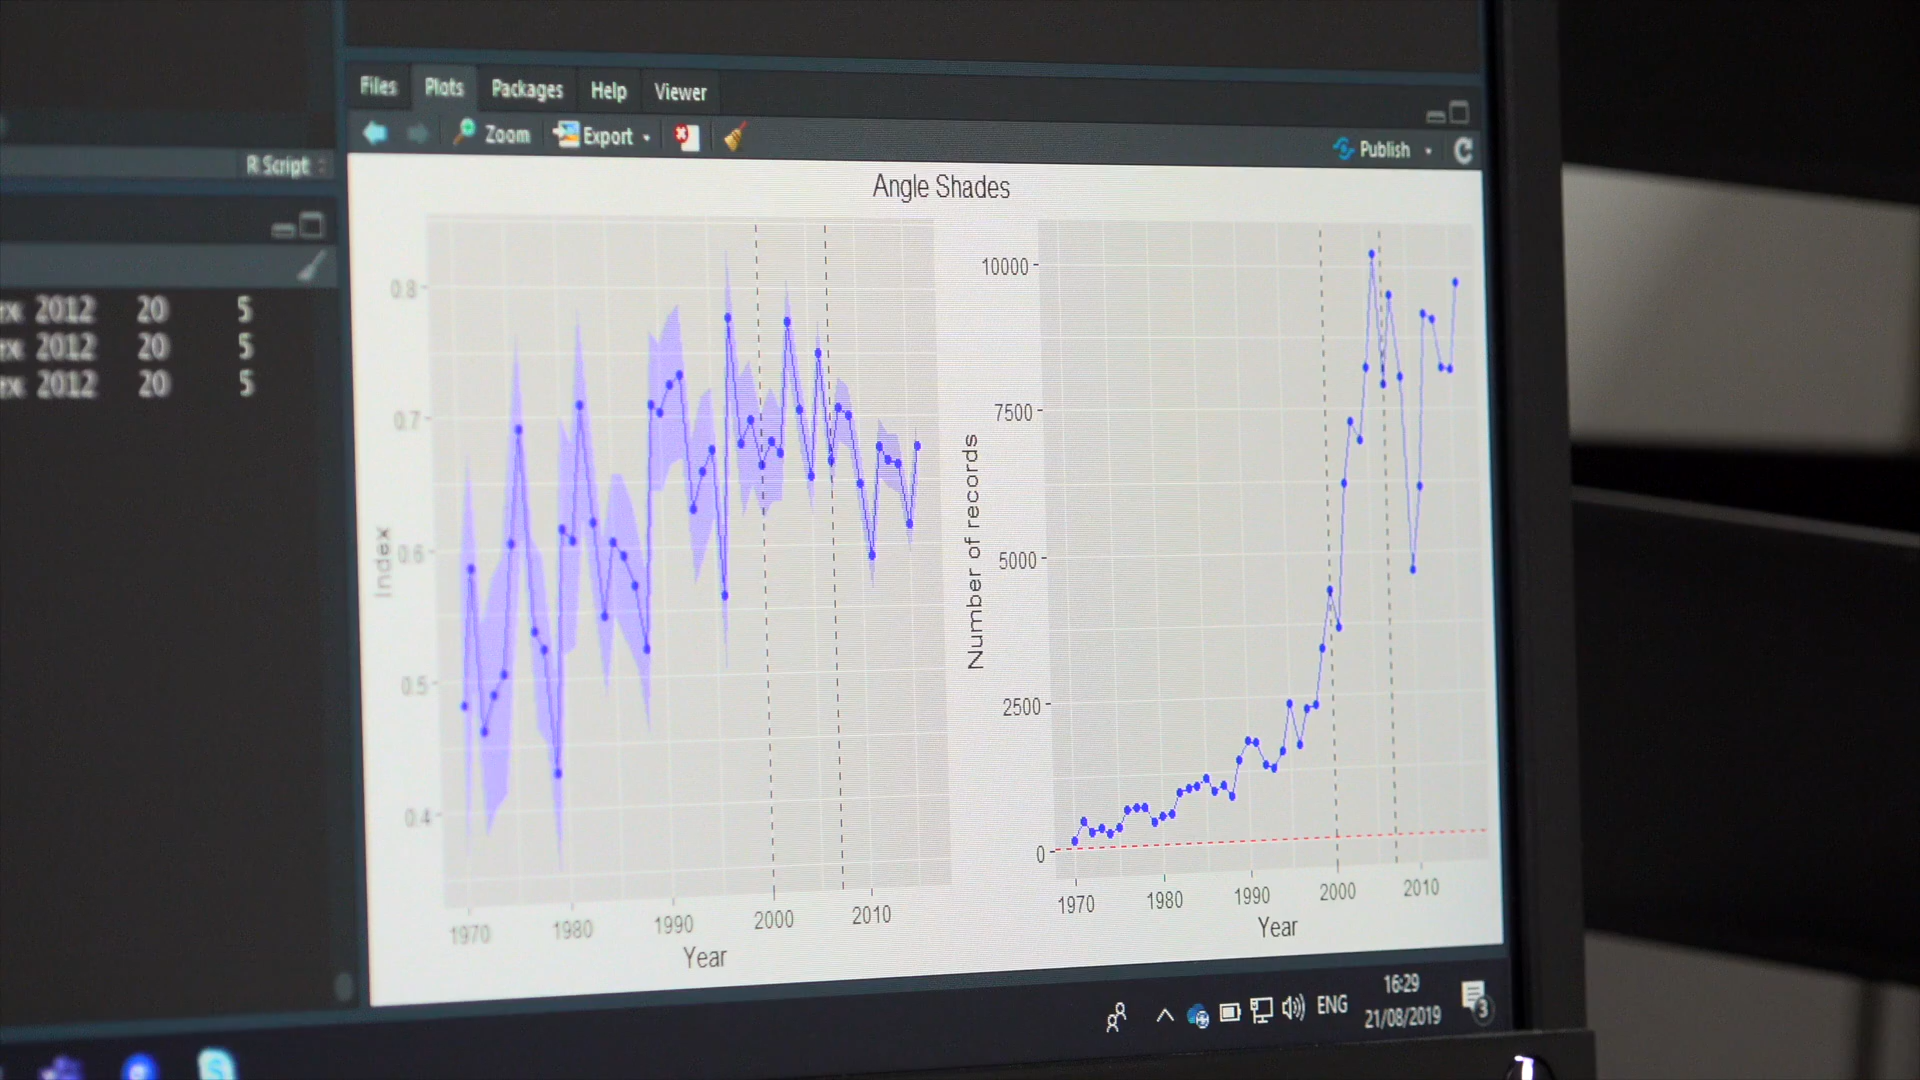 Files Plots Packages Help Viewer
Zoom Export
Publish
R Script
2012 20 5
2012 20 5
2012 20 5
Angle Shades
Index
0.8
0.7
0.6
0.5
0.4
1970 1980 1990 2000 2010
Year
Number of records
10000
7500
5000
2500
0
1970 1980 1990 2000 2010
Year
ENG
16:29
21/08/2019
3